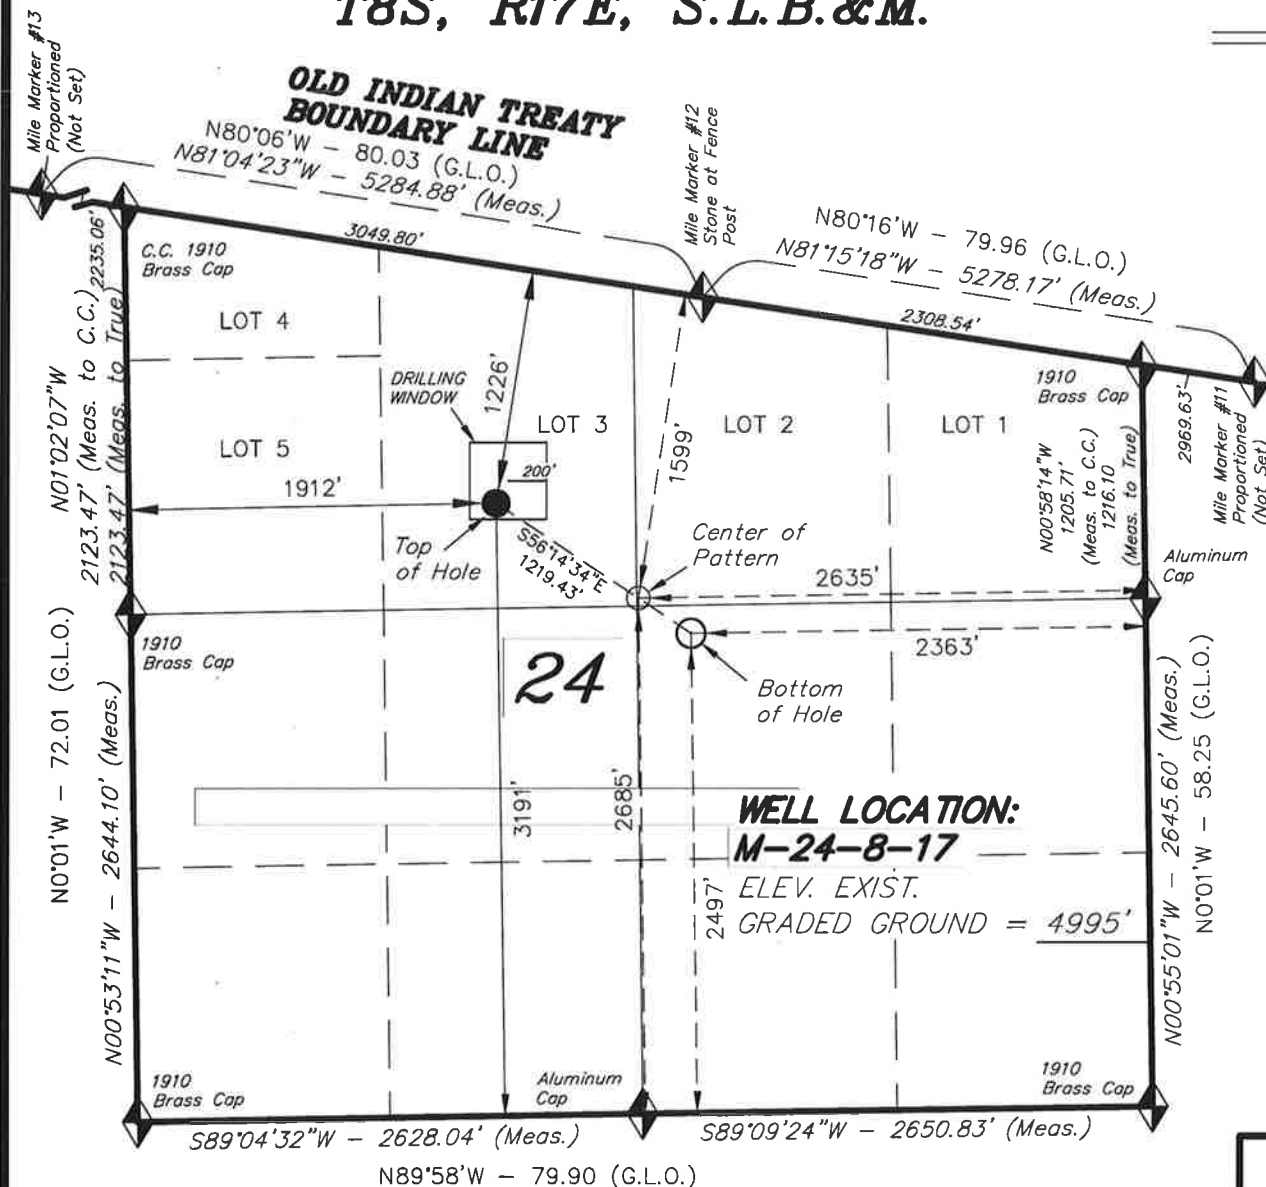 T8S, R17E, S.L.B.&M.
Mile Marker #13
Proportioned
(Not Set)
OLD INDIAN TREATY
BOUNDARY LINE
N80°06'W - 80.03 (G.L.O.)
N81°04'23"W - 5284.88' (Meas.)
3049.80'
Mile Marker #12
Stone at Fence
Post
N80°16'W - 79.96 (G.L.O.)
N81°15'18"W - 5278.17' (Meas.)
2308.54'
2235.06'
C.C. 1910
Brass Cap
LOT 4
LOT 5
N01°02'07"W
2123.47' (Meas. to C.C.)
2123.47' (Meas. to True)
DRILLING
WINDOW
1226'
LOT 3
200'
1912'
Top
of Hole
S56°14'34"E
1219.43'
1599'
LOT 2
LOT 1
1910
Brass Cap
N00°58'14"W
1205.71'
(Meas. to C.C.)
1216.10
(Meas. to True)
2969.63'
Mile Marker #11
Proportioned
(Not Set)
Center of
Pattern
2635'
Aluminum
Cap
2363'
Bottom
of Hole
1910
Brass Cap
24
N0°01'W - 72.01 (G.L.O.)
N00°53'11"W - 2644.10' (Meas.)
3191'
2685'
2497'
WELL LOCATION:
M-24-8-17
ELEV. EXIST.
GRADED GROUND = 4995'
N00°55'01"W - 2645.60' (Meas.)
N0°01'W - 58.25 (G.L.O.)
1910
Brass Cap
Aluminum
Cap
1910
Brass Cap
S89°04'32"W - 2628.04' (Meas.)
S89°09'24"W - 2650.83' (Meas.)
N89°58'W - 79.90 (G.L.O.)